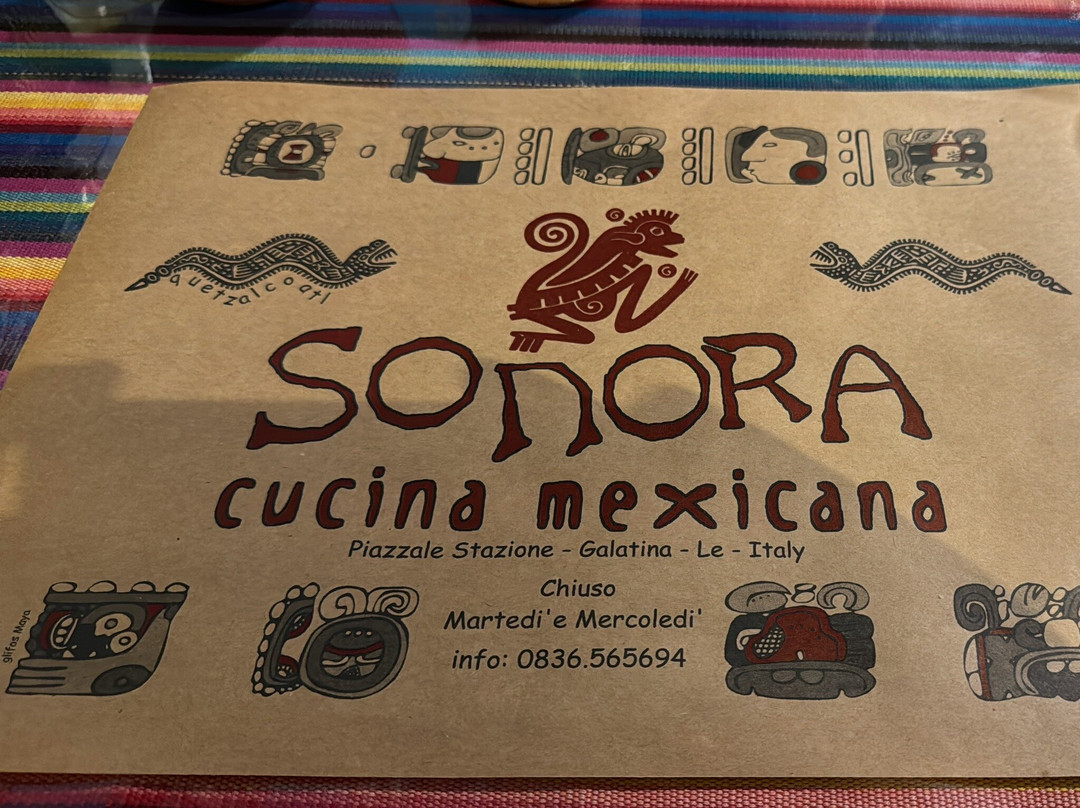 quetzalcoatl
SONORA
cucina mexicana
Piazzale Stazione - Galatina - Le - Italy
Chiuso
Martedi'e Mercoledi'
info: 0836.565694
glifos Maya